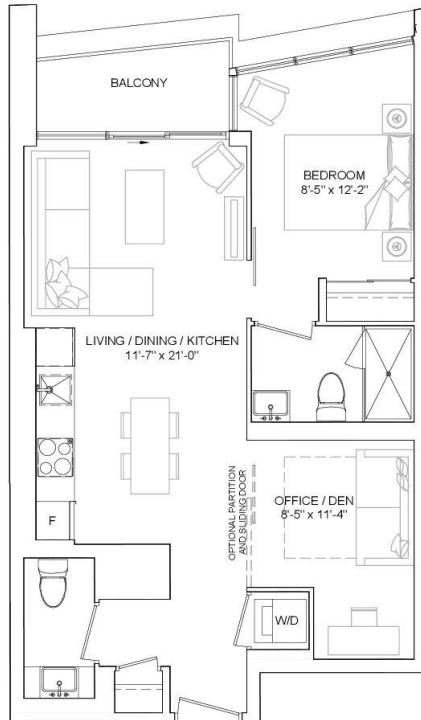 BALCONY
BEDROOM
8'-5" x 12'-2"
LIVING / DINING / KITCHEN
11'-7" x 21'-0"
OPTIONAL PARTITION
AND SLIDING DOOR
OFFICE / DEN
8'-5" x 11'-4"
F
W/D